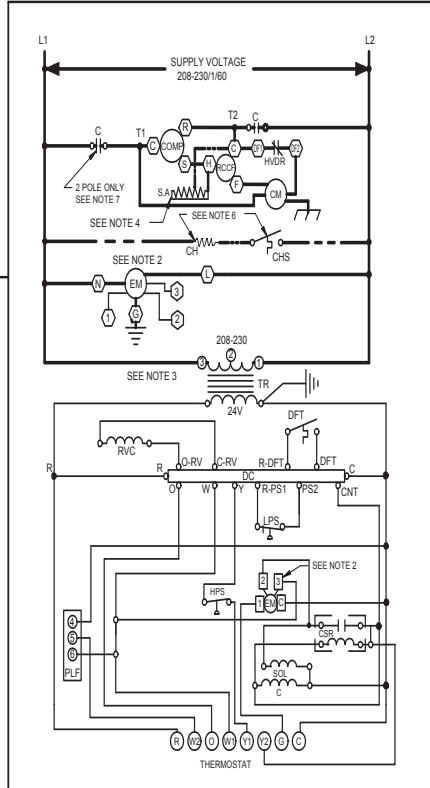 L1 L2
SUPPLY VOLTAGE
208-230/1/60
C T1 C COMP R T2 C
S H RCCF C DF1 HVDR DF2
2 POLE ONLY
SEE NOTE 7
S.A F CM
SEE NOTE 4 SEE NOTE 6
CH CHS
SEE NOTE 2
N EM L
3
1 G 2
208-230
3 2 1
SEE NOTE 3 TR
24V
DFT
RVC
R R O-RV C-RV R-DFT DFT C
DC
O W Y R-PS1 PS2 CNT
LPS
SEE NOTE 2
2 3
HPS 1 EM C
4
5
6
PLF
CSR
SOL
C
R W2 O W1 Y1 Y2 G C
THERMOSTAT